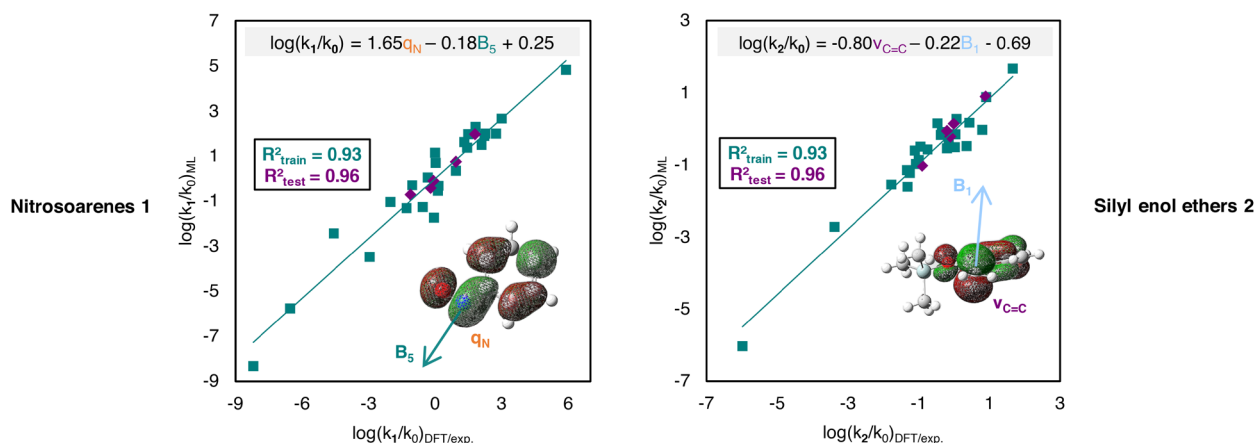 Nitrosoarenes 1
log(k₁/k₀)ML
7
5
3
1
-1
-3
-5
-7
-9
log(k₁/k₀) = 1.65qN – 0.18B₅ + 0.25
R²train = 0.93
R²test = 0.96
B₅
qN
-9
-6
-3
0
3
6
log(k₁/k₀)DFT/exp.
log(k₂/k₀)ML
3
1
-1
-3
-5
-7
log(k₂/k₀) = -0.80νC=C – 0.22B₁ - 0.69
R²train = 0.93
R²test = 0.96
B₁
νC=C
-7
-5
-3
-1
1
3
log(k₂/k₀)DFT/exp.
Silyl enol ethers 2